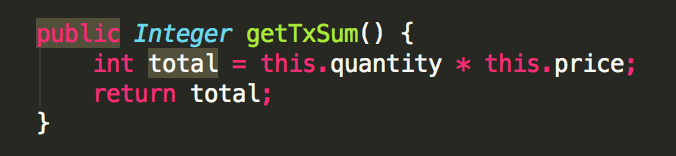 public Integer getTxSum() {
    int total = this.quantity * this.price;
    return total;
}